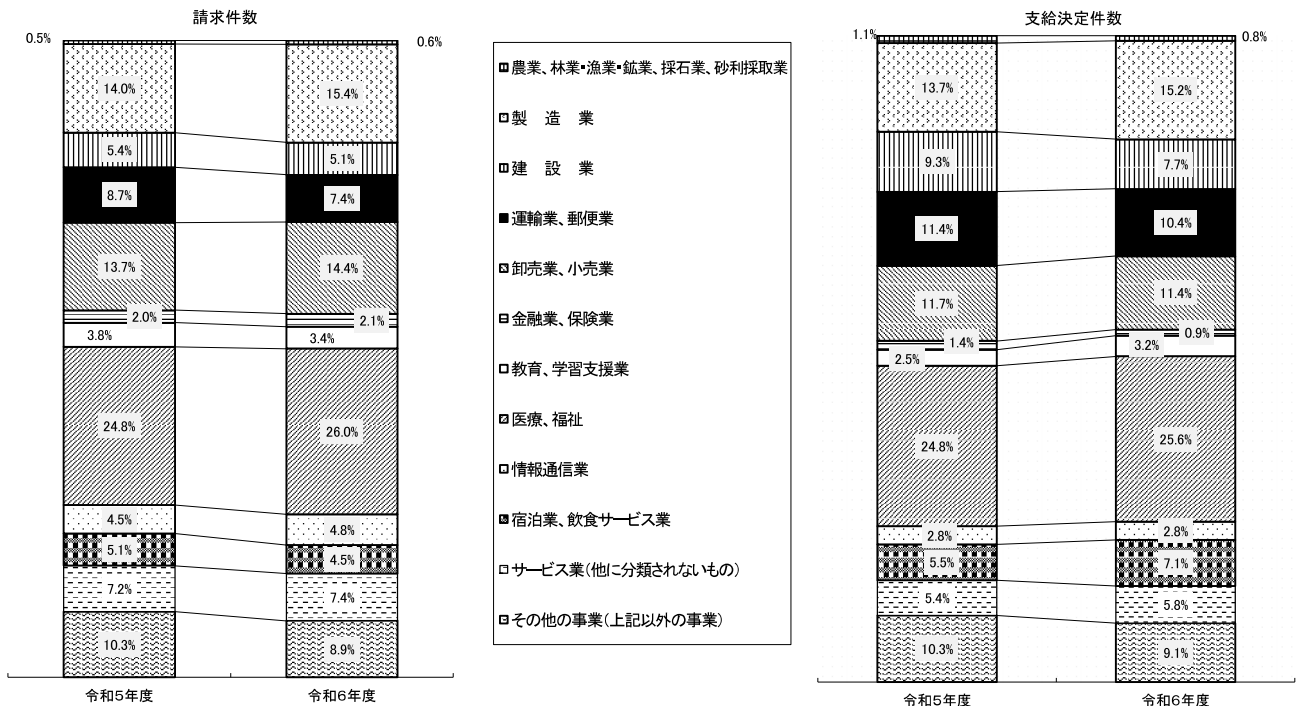 請求件数
0.5%
0.6%
14.0%
15.4%
5.4%
5.1%
8.7%
7.4%
13.7%
14.4%
2.0%
2.1%
3.8%
3.4%
24.8%
26.0%
4.5%
4.8%
5.1%
4.5%
7.2%
7.4%
10.3%
8.9%
令和5年度
令和6年度
農業、林業・漁業・鉱業、採石業、砂利採取業
製　造　業
建　設　業
運輸業、郵便業
卸売業、小売業
金融業、保険業
教育、学習支援業
医療、福祉
情報通信業
宿泊業、飲食サービス業
サービス業(他に分類されないもの)
その他の事業(上記以外の事業)
支給決定件数
1.1%
0.8%
13.7%
15.2%
9.3%
7.7%
11.4%
10.4%
11.7%
11.4%
1.4%
0.9%
2.5%
3.2%
24.8%
25.6%
2.8%
2.8%
5.5%
7.1%
5.4%
5.8%
10.3%
9.1%
令和5年度
令和6年度